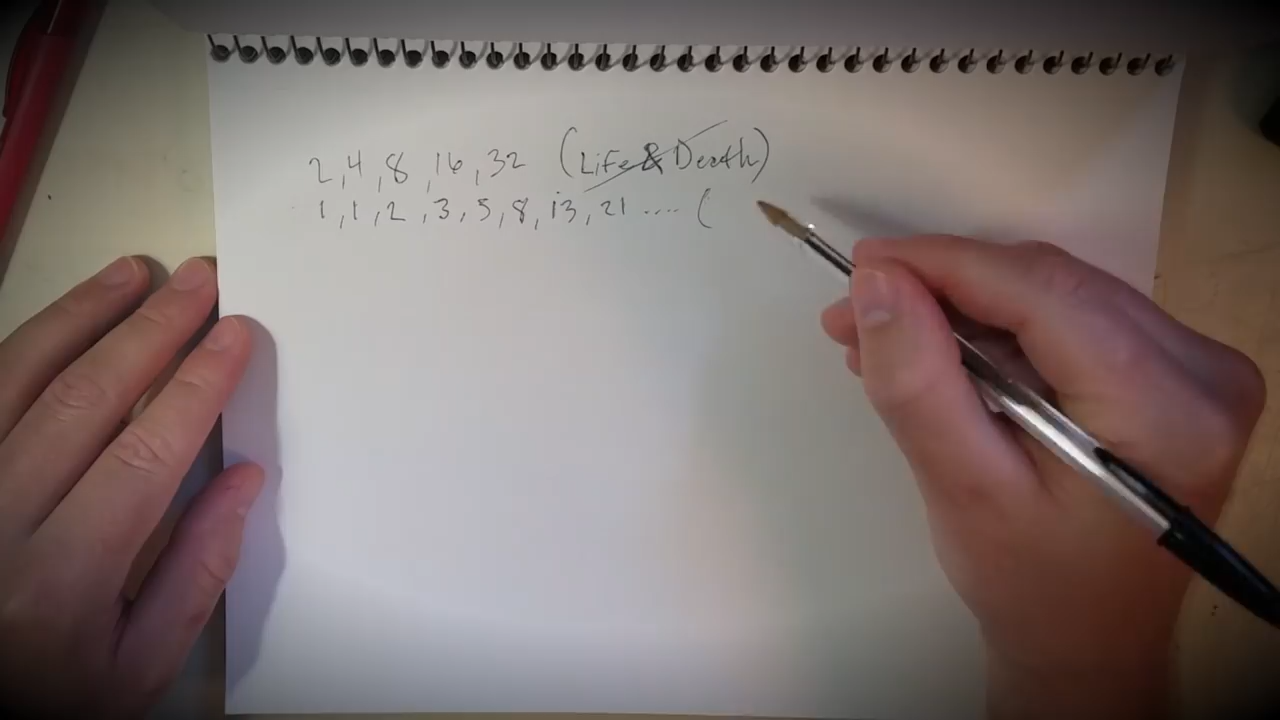 2, 4, 8, 16, 32 (Life & Death)
1, 1, 2, 3, 5, 8, 13, 21 .... (